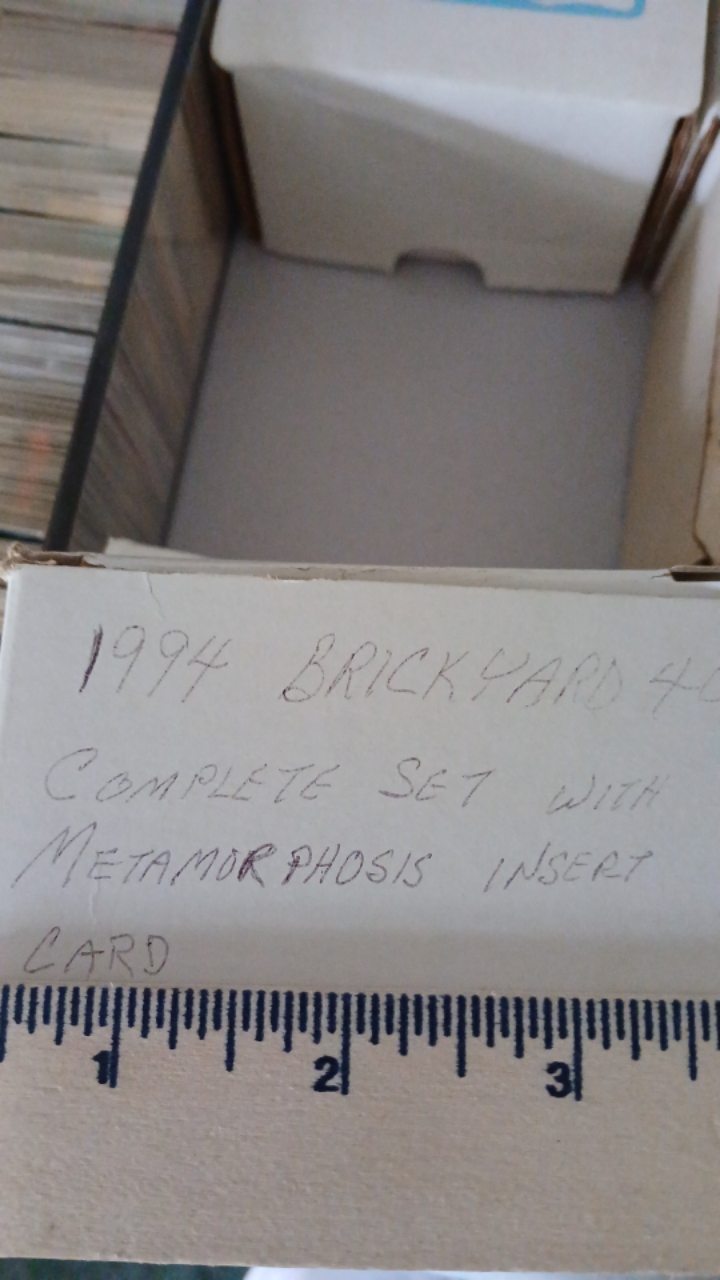 1994 BRICKYARD 40
COMPLETE SET WITH
METAMORPHOSIS INSERT
CARD
1 2 3